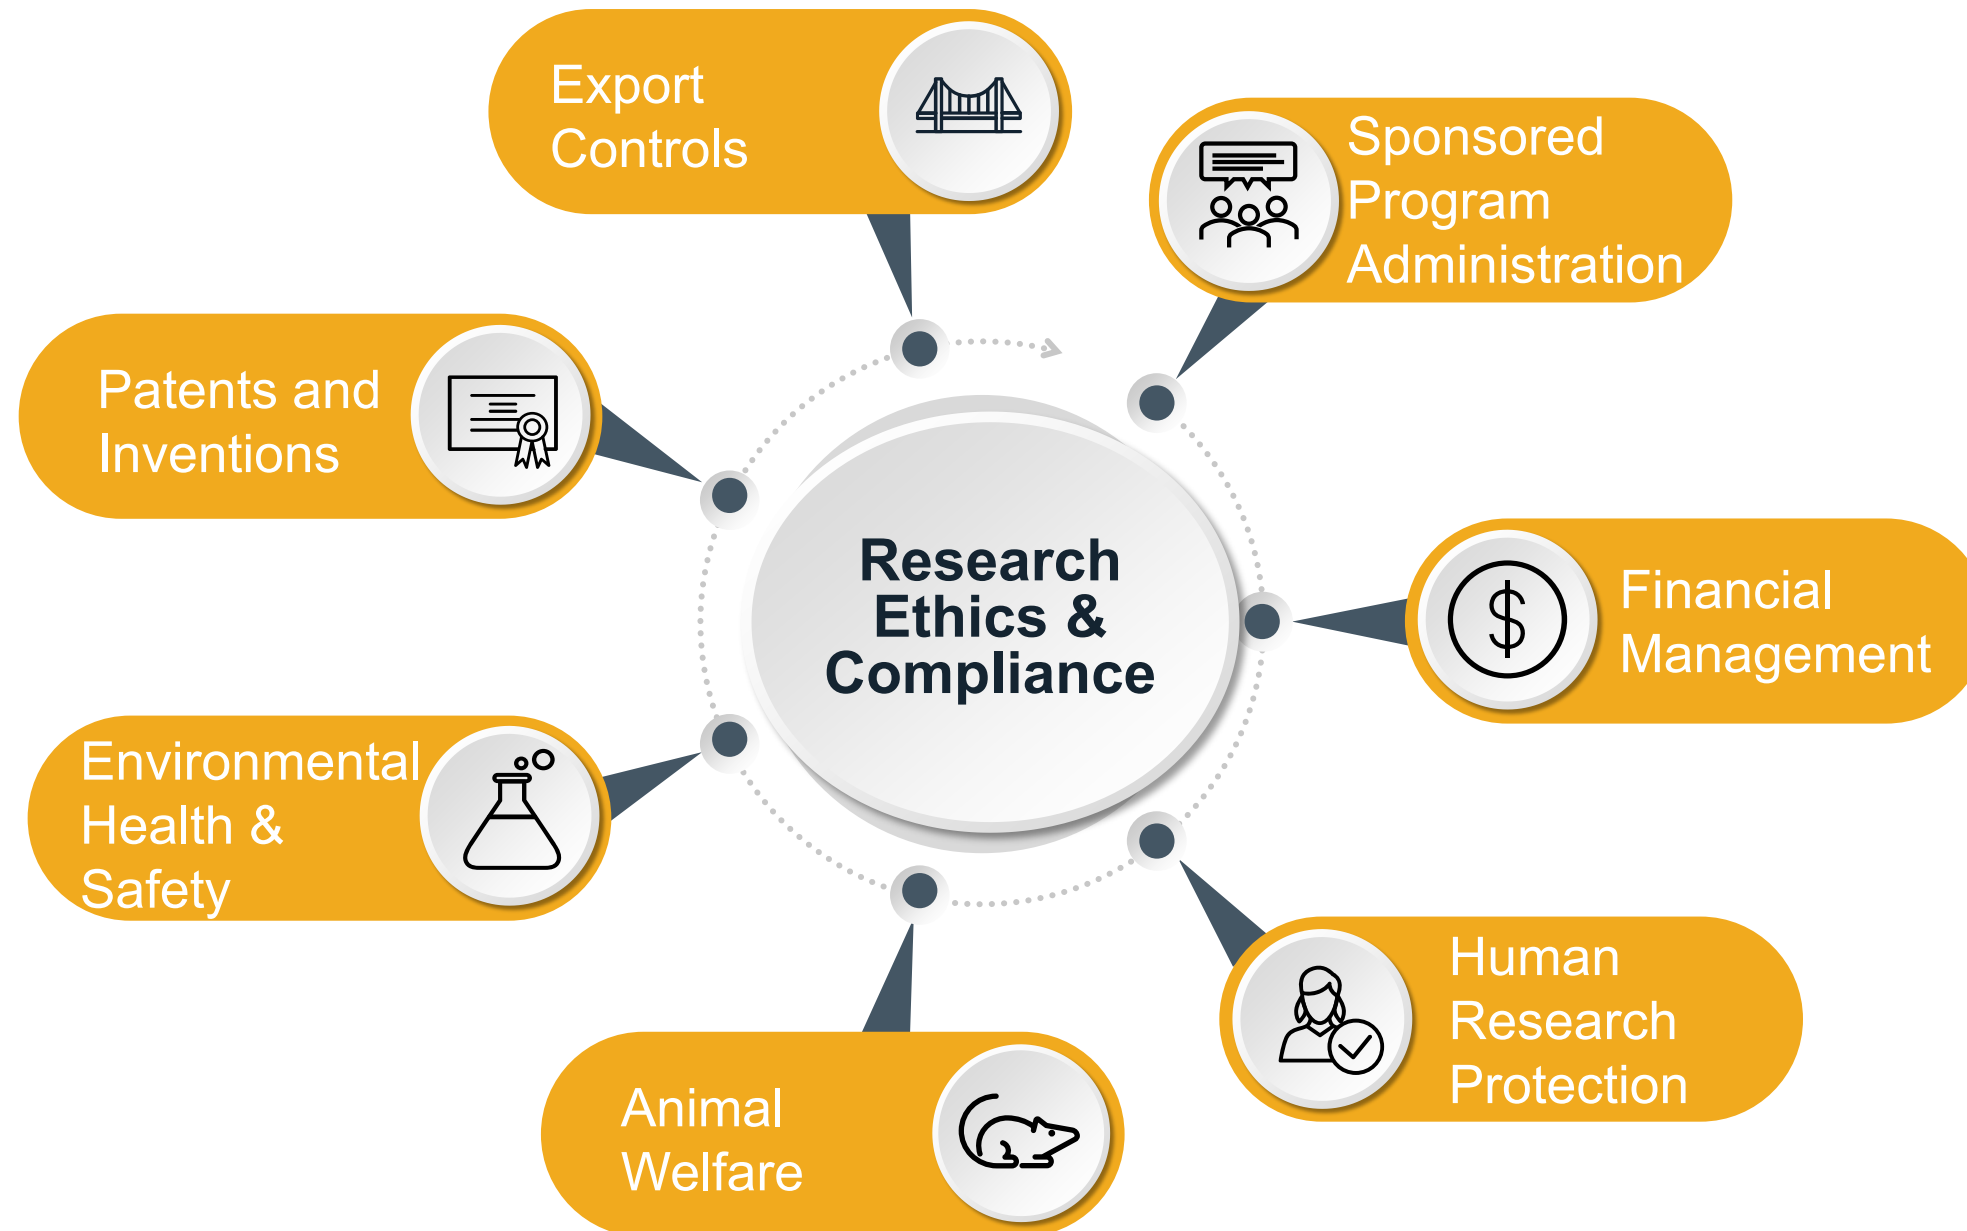 Export
Controls
Sponsored
Program
Administration
Patents and
Inventions
Research
Ethics &
Compliance
$
Financial
Management
Environmental
Health &
Safety
Human
Research
Protection
Animal
Welfare